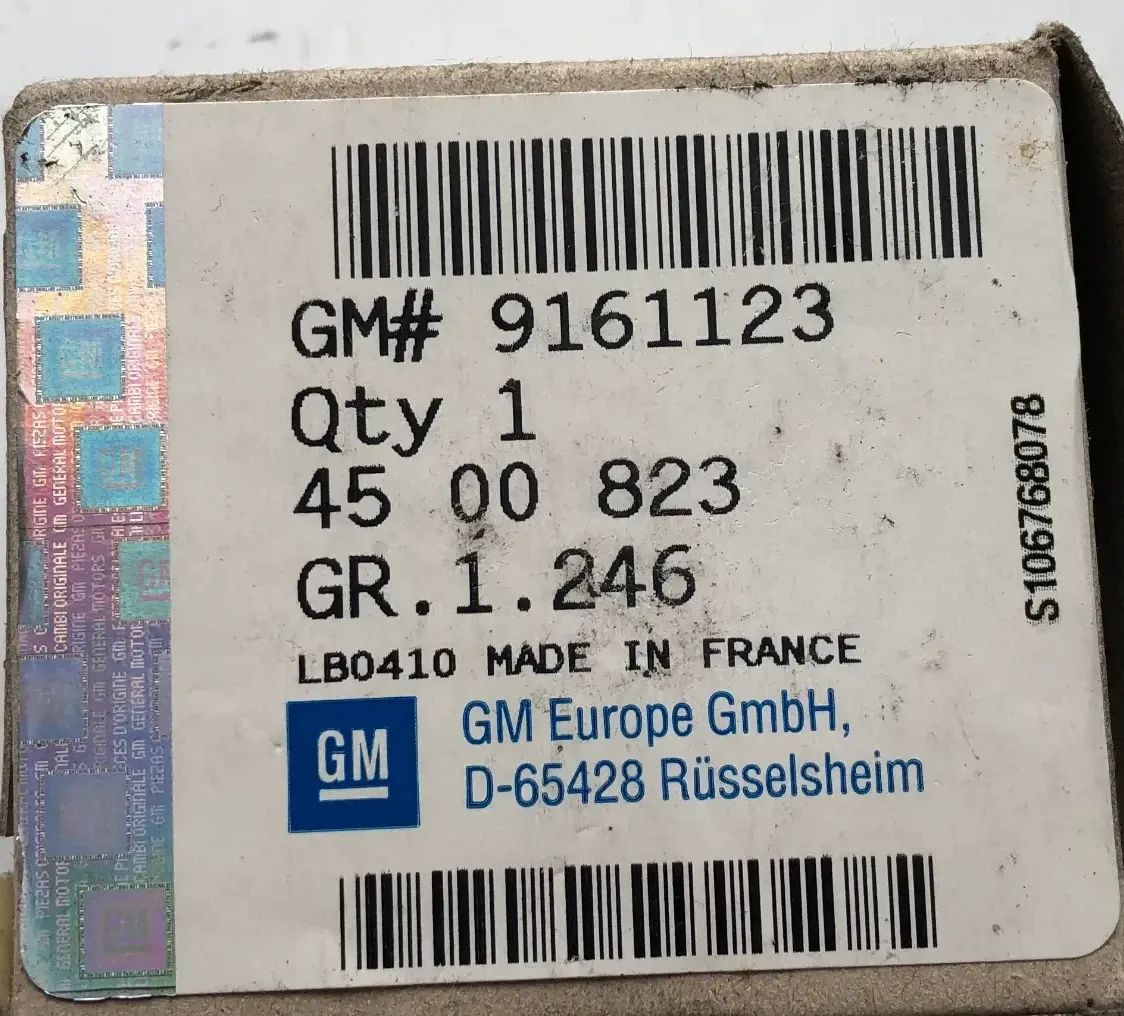 GM# 9161123
Qty 1
45 00 823
GR.1.246
LB0410 MADE IN FRANCE
GM
GM Europe GmbH,
D-65428 Rüsselsheim
S106768078